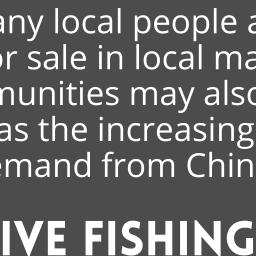 any local people a
or sale in local ma
munities may also
as the increasing
emand from Chin
IVE FISHING